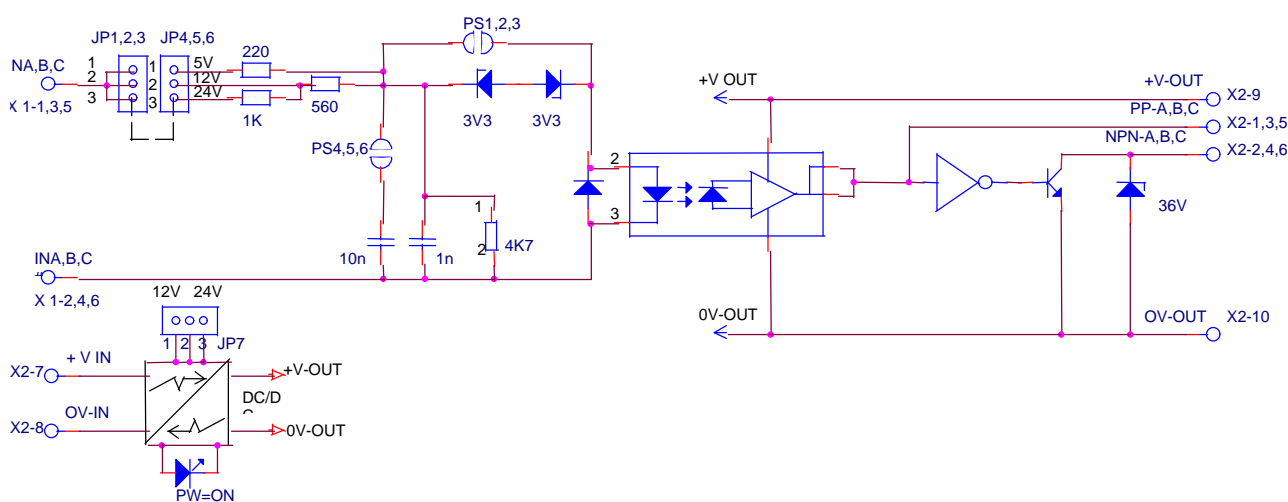 PS1,2,3
JP1,2,3
JP4,5,6
220
NA,B,C
1
2
3
1
2
3
5V
12V
24V
X 1-1,3,5
1K
560
3V3
3V3
+V OUT
+V-OUT
X2-9
PP-A,B,C
X2-1,3,5
NPN-A,B,C
X2-2,4,6
PS4,5,6
2
3
36V
1
2
4K7
10n
1n
INA,B,C
X 1-2,4,6
12V
24V
1
2
3
JP7
0V-OUT
OV-OUT
X2-10
+ V IN
X2-7
+V-OUT
DC/D
OV-IN
X2-8
0V-OUT
PW=ON